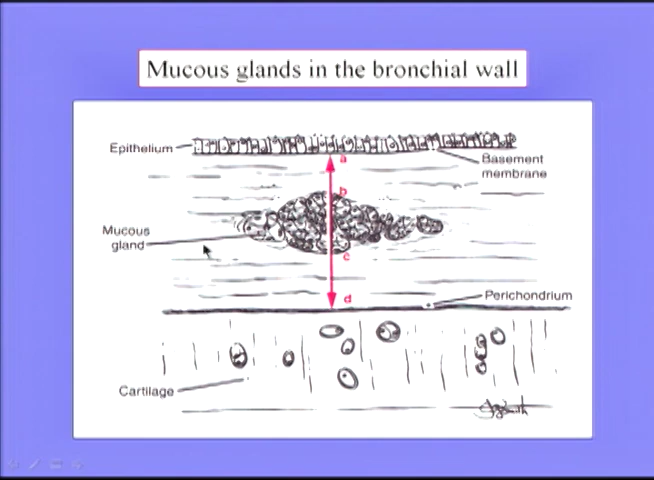 Mucous glands in the bronchial wall
Epithelium
a
Basement
membrane
b
Mucous
gland
c
d
Perichondrium
Cartilage